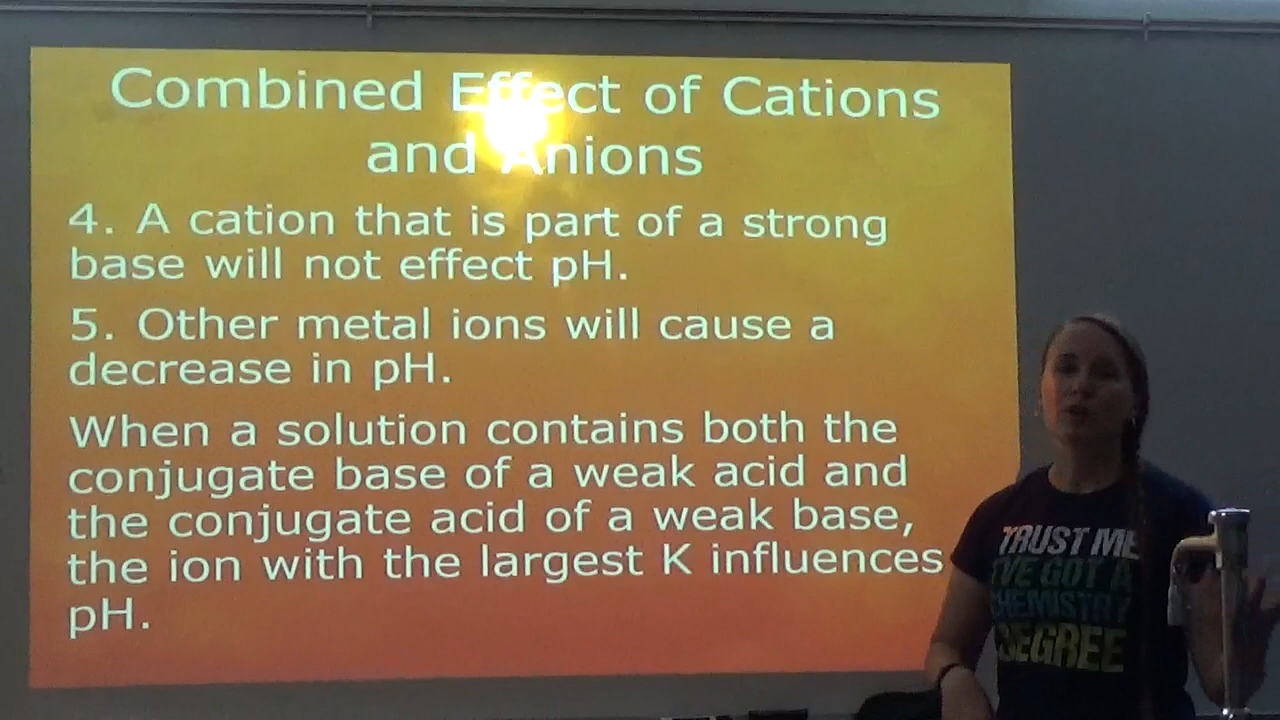 Combined Effect of Cations
and Anions
4. A cation that is part of a strong
base will not effect pH.
5. Other metal ions will cause a
decrease in pH.
When a solution contains both the
conjugate base of a weak acid and
the conjugate acid of a weak base,
the ion with the largest K influences
pH.
TRUST ME
I'VE GOT A
CHEMISTRY
DEGREE